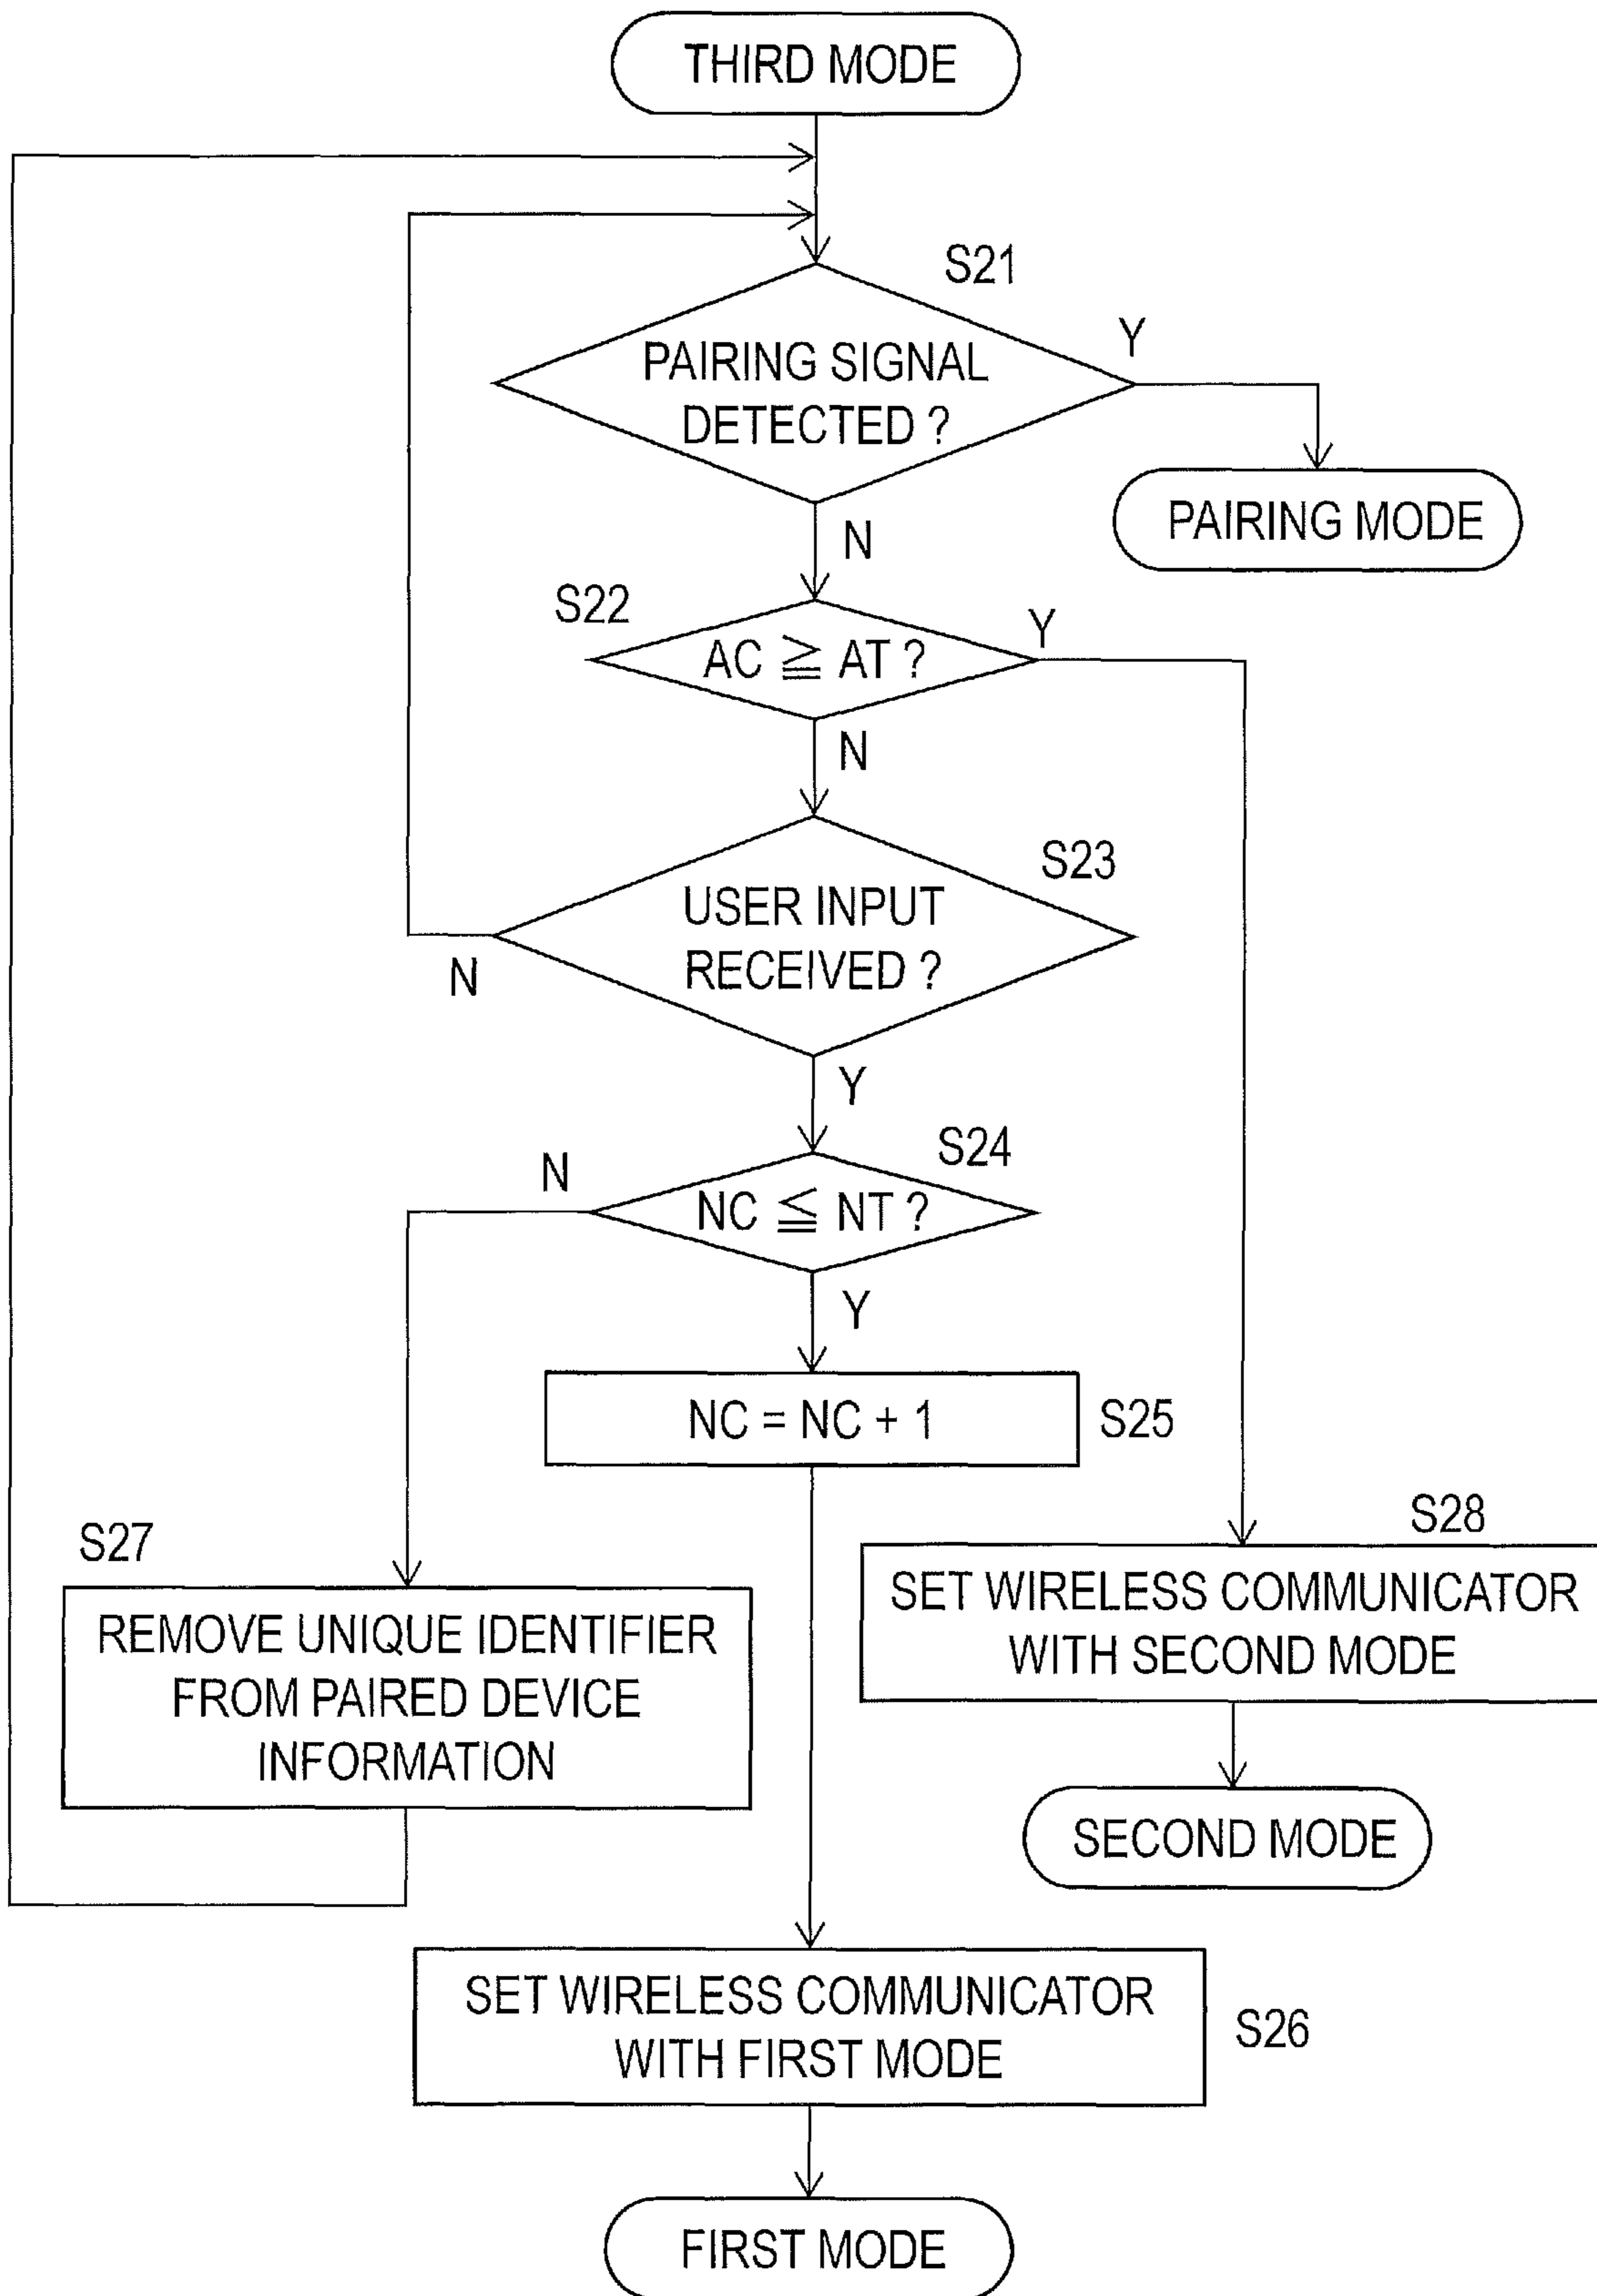 THIRD MODE
S21
PAIRING SIGNAL
DETECTED ?
Y
PAIRING MODE
N
S22
AC ≧ AT ?
Y
N
S23
USER INPUT
RECEIVED ?
N
Y
S24
NC ≦ NT ?
N
Y
NC = NC + 1
S25
S27
REMOVE UNIQUE IDENTIFIER
FROM PAIRED DEVICE
INFORMATION
S28
SET WIRELESS COMMUNICATOR
WITH SECOND MODE
SECOND MODE
SET WIRELESS COMMUNICATOR
WITH FIRST MODE
S26
FIRST MODE